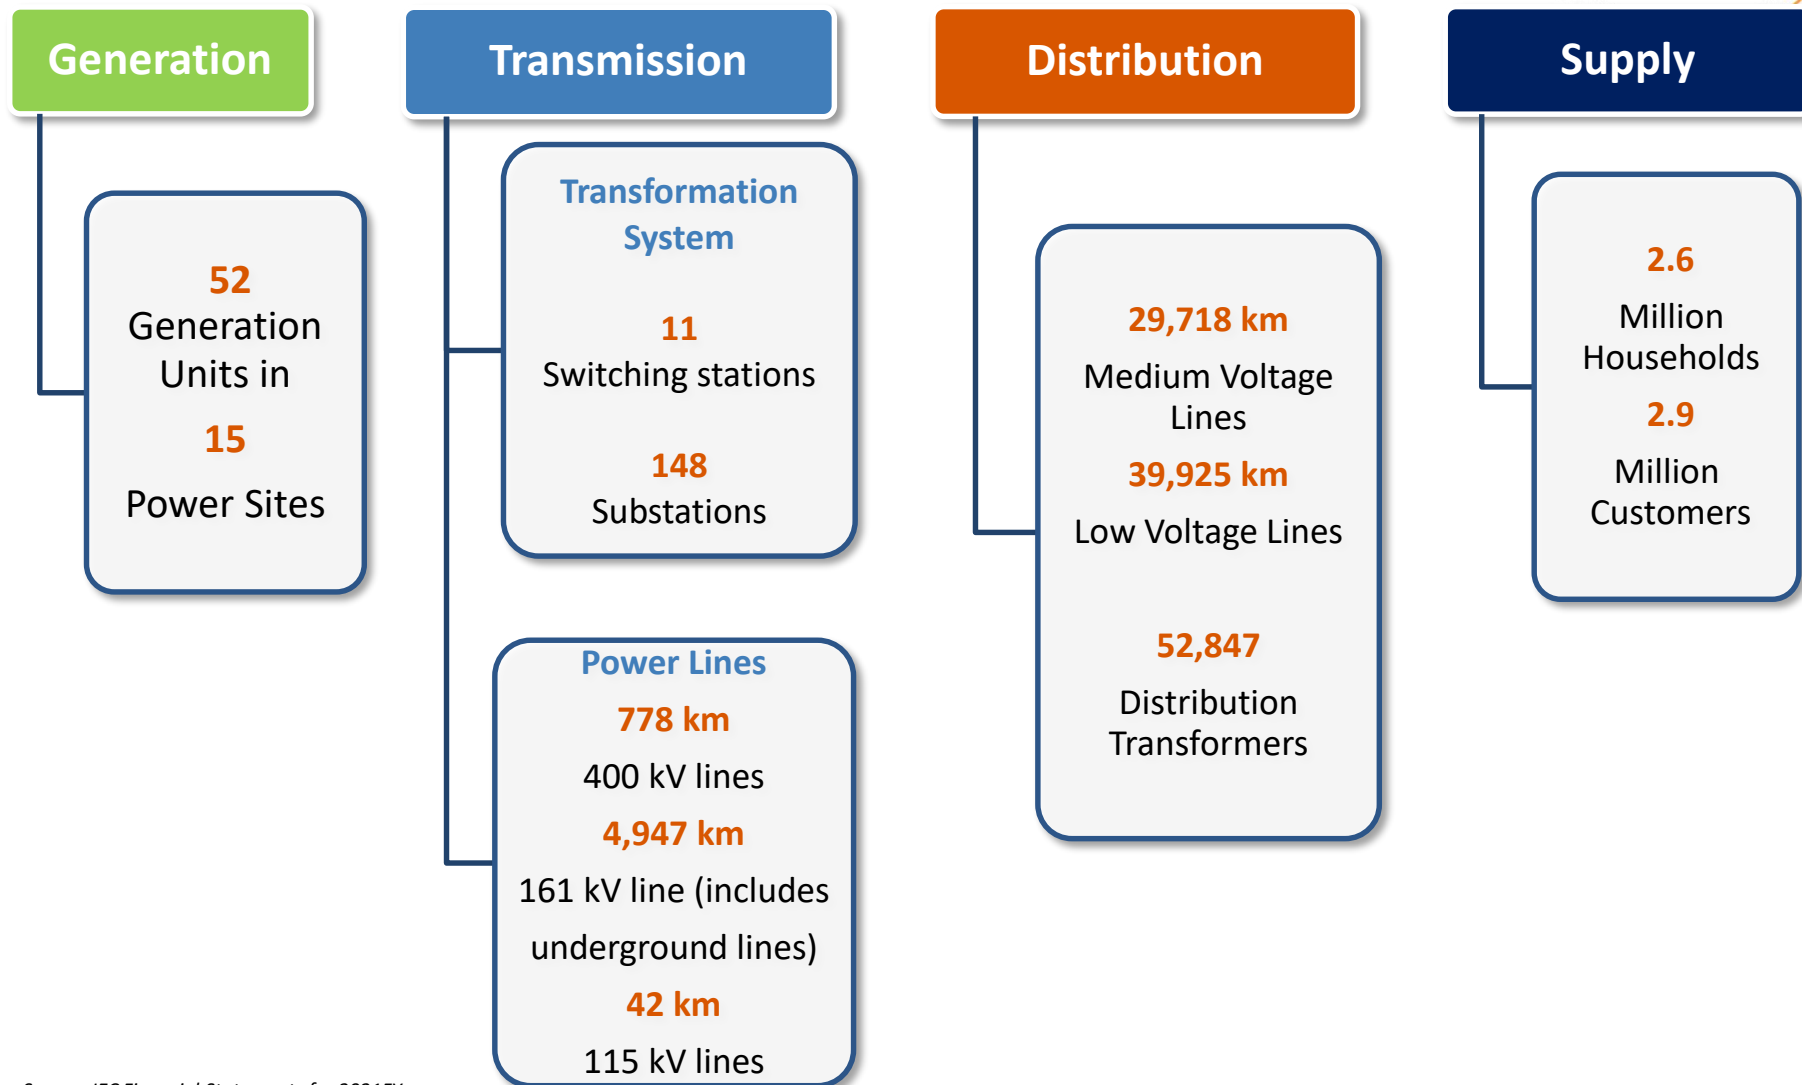 Generation
52
Generation
Units in
15
Power Sites
Transmission
Transformation
System
11
Switching stations
148
Substations
Power Lines
778 km
400 kV lines
4,947 km
161 kV line (includes
underground lines)
42 km
115 kV lines
Distribution
29,718 km
Medium Voltage
Lines
39,925 km
Low Voltage Lines
52,847
Distribution
Transformers
Supply
2.6
Million
Households
2.9
Million
Customers